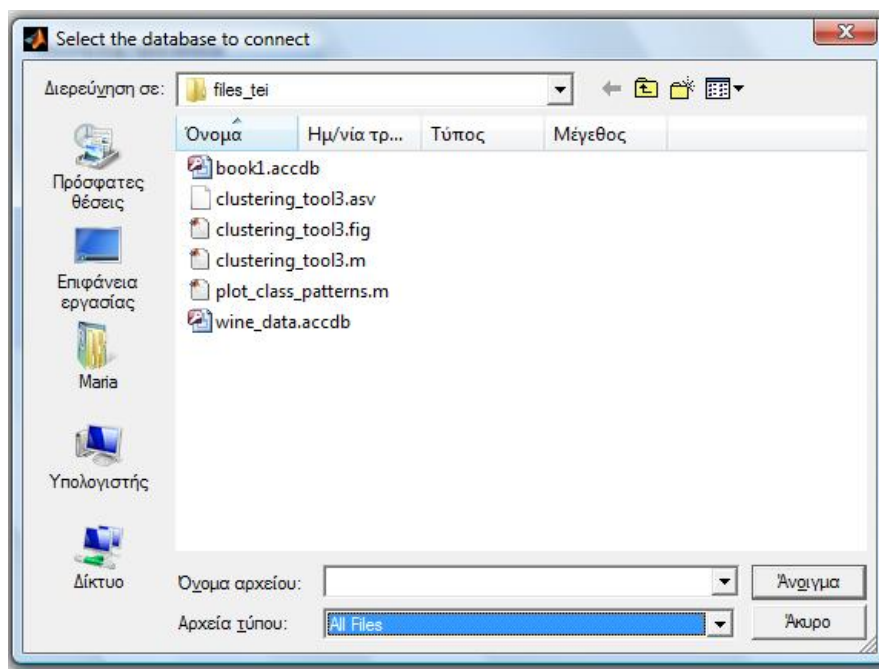 Select the database to connect
Διερεύνηση σε:
files_tei
Όνομα Ημ/νία τρ... Τύπος Μέγεθος
book1.accdb
clustering_tool3.asv
clustering_tool3.fig
clustering_tool3.m
plot_class_patterns.m
wine_data.accdb
Πρόσφατες
θέσεις
Επιφάνεια
εργασίας
Maria
Υπολογιστής
Δίκτυο
Όνομα αρχείου:
Άνοιγμα
Αρχεία τύπου:
All Files
Άκυρο